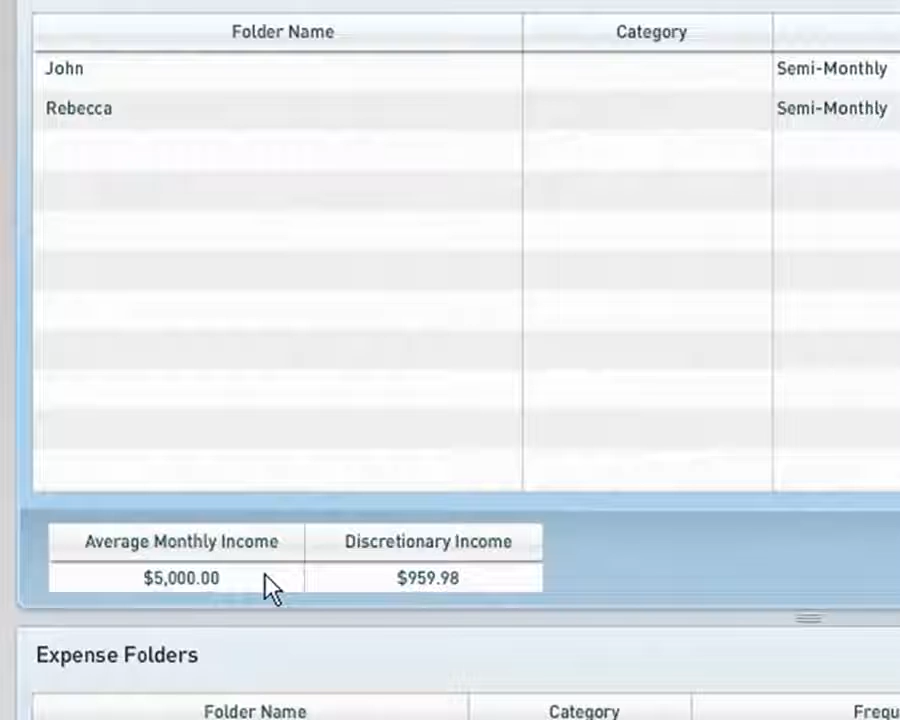 Folder Name Category
John Semi-Monthly
Rebecca Semi-Monthly
Average Monthly Income Discretionary Income
$5,000.00 $959.98
Expense Folders
Folder Name Category